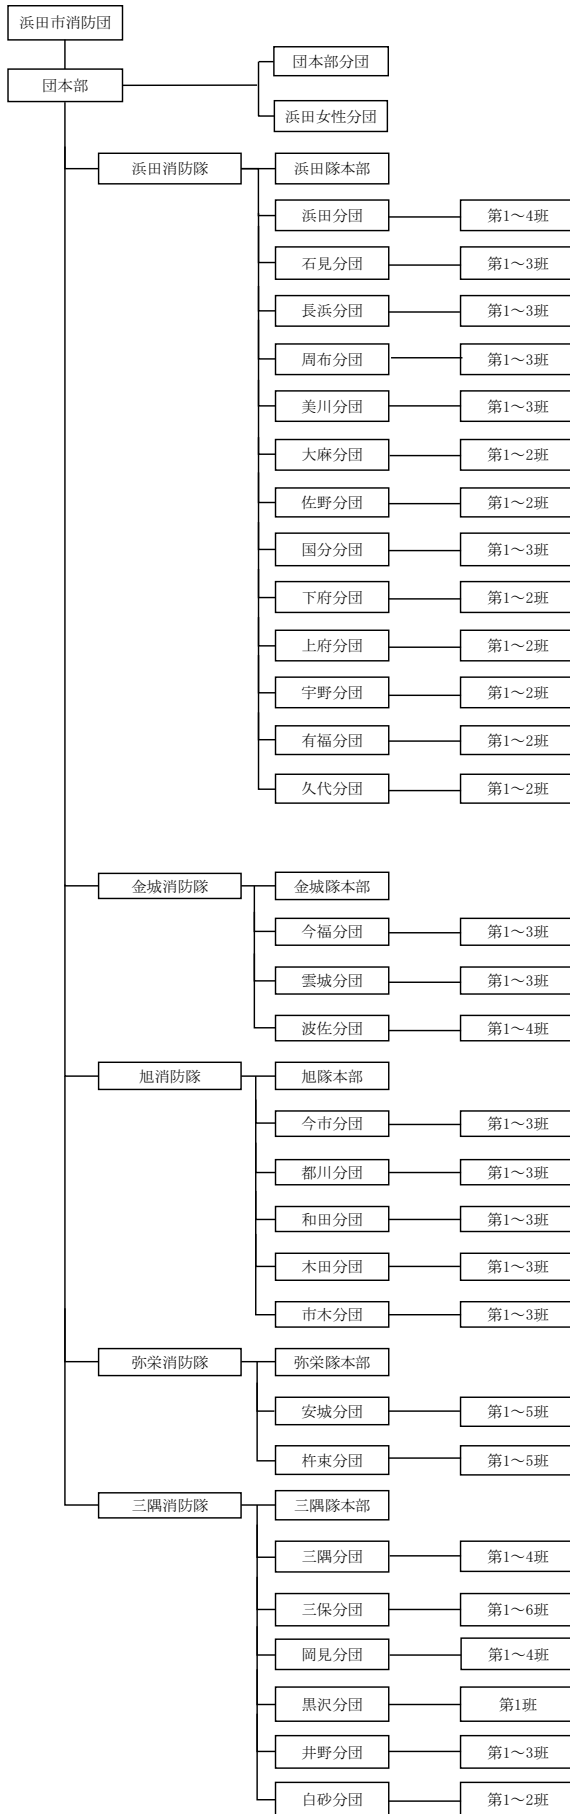 浜田市消防団
団本部
団本部分団
浜田女性分団
浜田消防隊 浜田隊本部
浜田分団 第1～4班
石見分団 第1～3班
長浜分団 第1～3班
周布分団 第1～3班
美川分団 第1～3班
大麻分団 第1～2班
佐野分団 第1～2班
国分分団 第1～3班
下府分団 第1～2班
上府分団 第1～2班
宇野分団 第1～2班
有福分団 第1～2班
久代分団 第1～2班
金城消防隊 金城隊本部
今福分団 第1～3班
雲城分団 第1～3班
波佐分団 第1～4班
旭消防隊 旭隊本部
今市分団 第1～3班
都川分団 第1～3班
和田分団 第1～3班
木田分団 第1～3班
市木分団 第1～3班
弥栄消防隊 弥栄隊本部
安城分団 第1～5班
杵束分団 第1～5班
三隅消防隊 三隅隊本部
三隅分団 第1～4班
三保分団 第1～6班
岡見分団 第1～4班
黒沢分団 第1班
井野分団 第1～3班
白砂分団 第1～2班